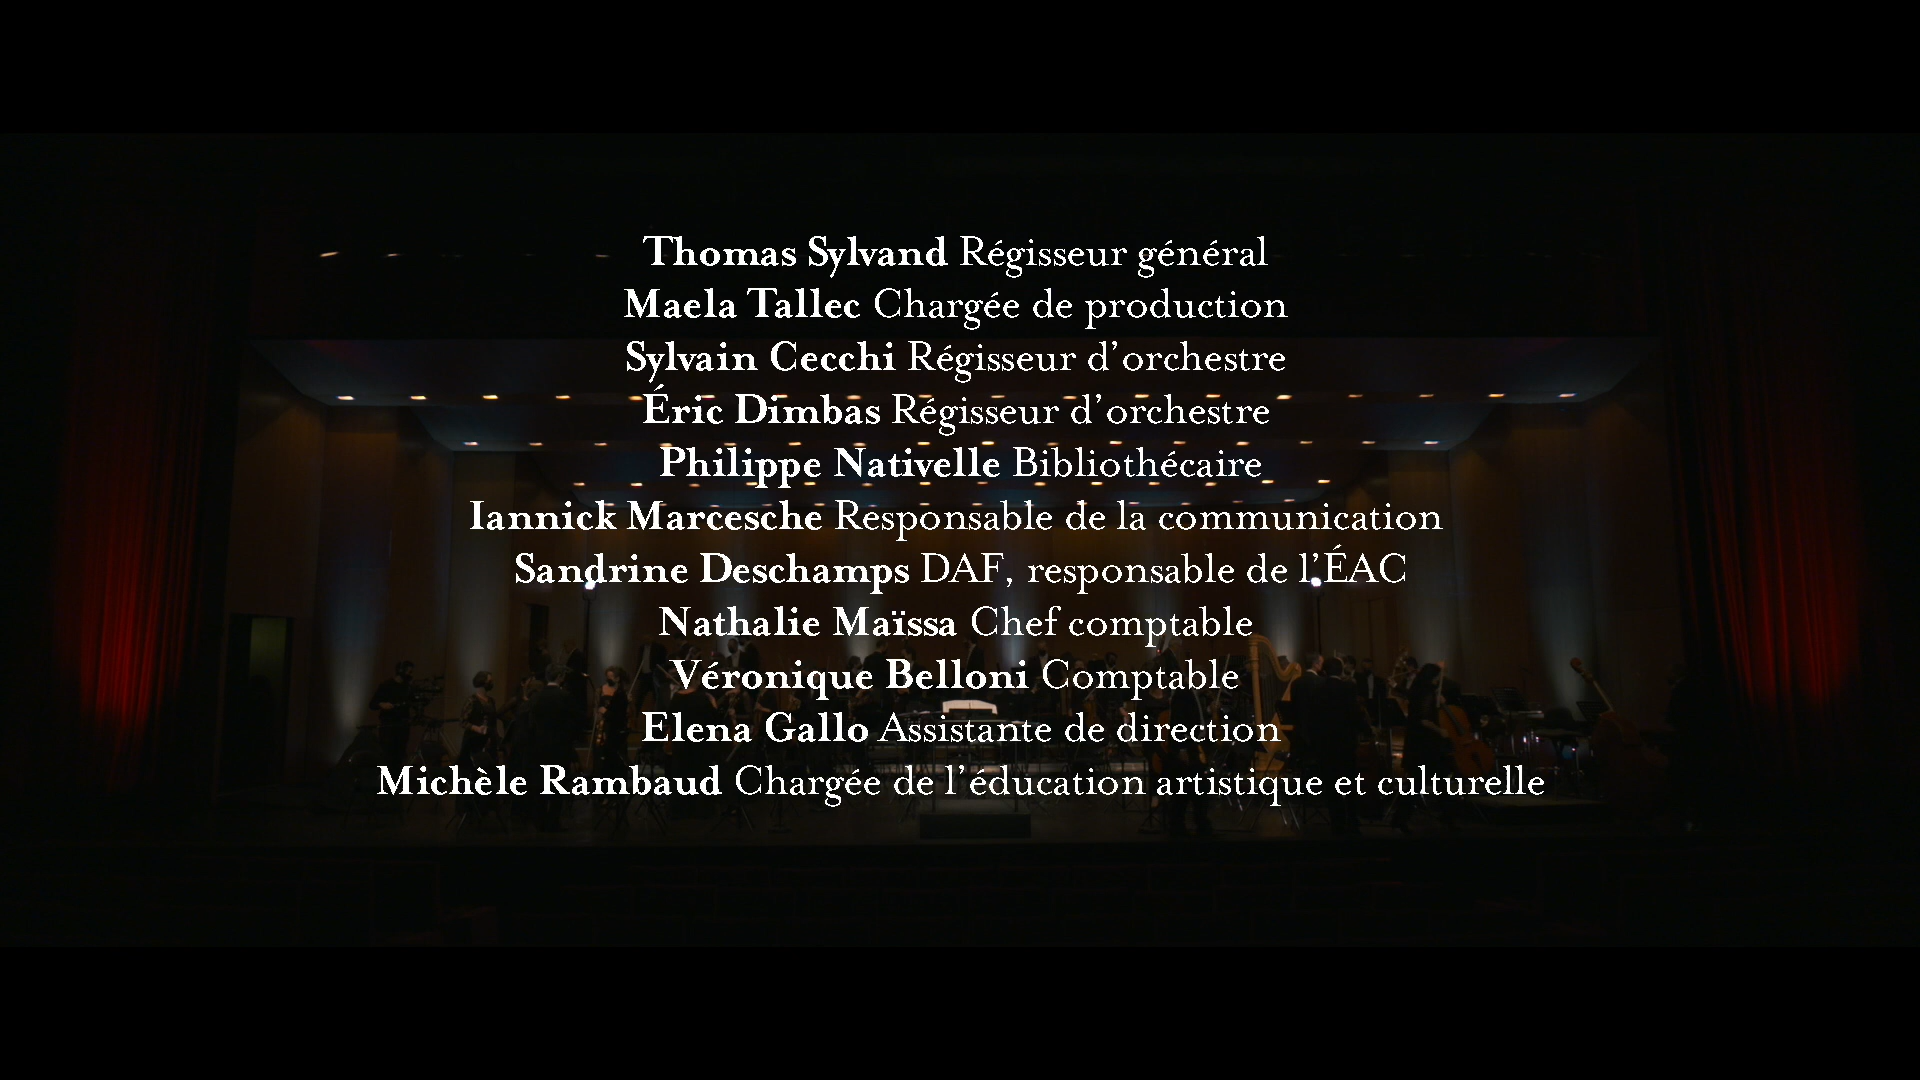 Thomas Sylvand Régisseur général
Maela Tallec Chargée de production
Sylvain Cecchi Régisseur d’orchestre
Éric Dimbas Régisseur d’orchestre
Philippe Nativelle Bibliothécaire
Iannick Marcesche Responsable de la communication
Sandrine Deschamps DAF, responsable de l’ÉAC
Nathalie Maïssa Chef comptable
Véronique Belloni Comptable
Elena Gallo Assistante de direction
Michèle Rambaud Chargée de l’éducation artistique et culturelle